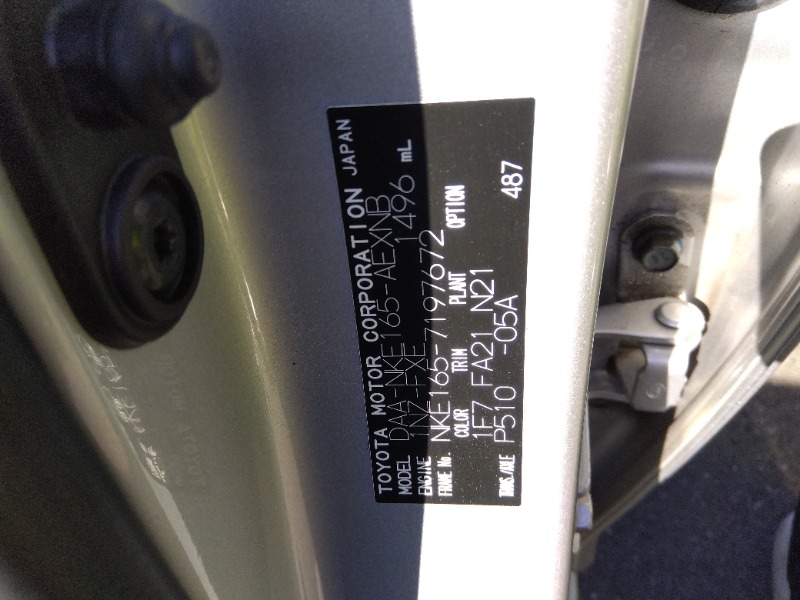 TOYOTA MOTOR CORPORATION JAPAN
MODEL DAA-NKE165-AEXNB
ENGINE 1NZ-FXE 1496 mL
FRAME No. NKE165-7197672
COLOR TRIM PLANT OPTION
1F7 FA21 N21
TRANS./AXLE P510 -05A 487